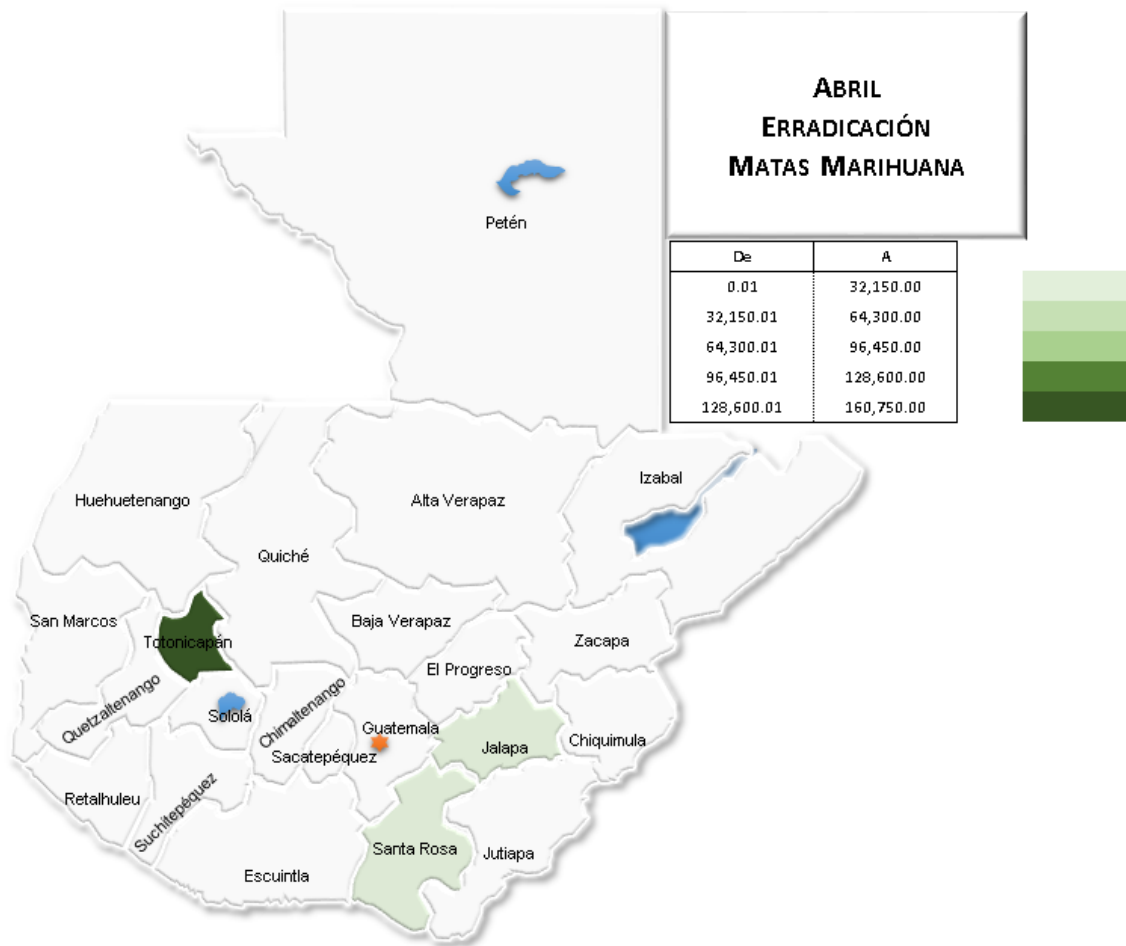 ABRIL
ERRADICACIÓN
MATAS MARIHUANA
De A
0.01 32,150.00
32,150.01 64,300.00
64,300.01 96,450.00
96,450.01 128,600.00
128,600.01 160,750.00
Petén
Izabal
Huehuetenango
Alta Verapaz
Quiché
San Marcos
Baja Verapaz
Totonicapán
Zacapa
El Progreso
Quetzaltenango
Sololá
Chimaltenango
Guatemala
Sacatepéquez
Jalapa
Chiquimula
Retalhuleu
Suchitepéquez
Santa Rosa
Jutiapa
Escuintla